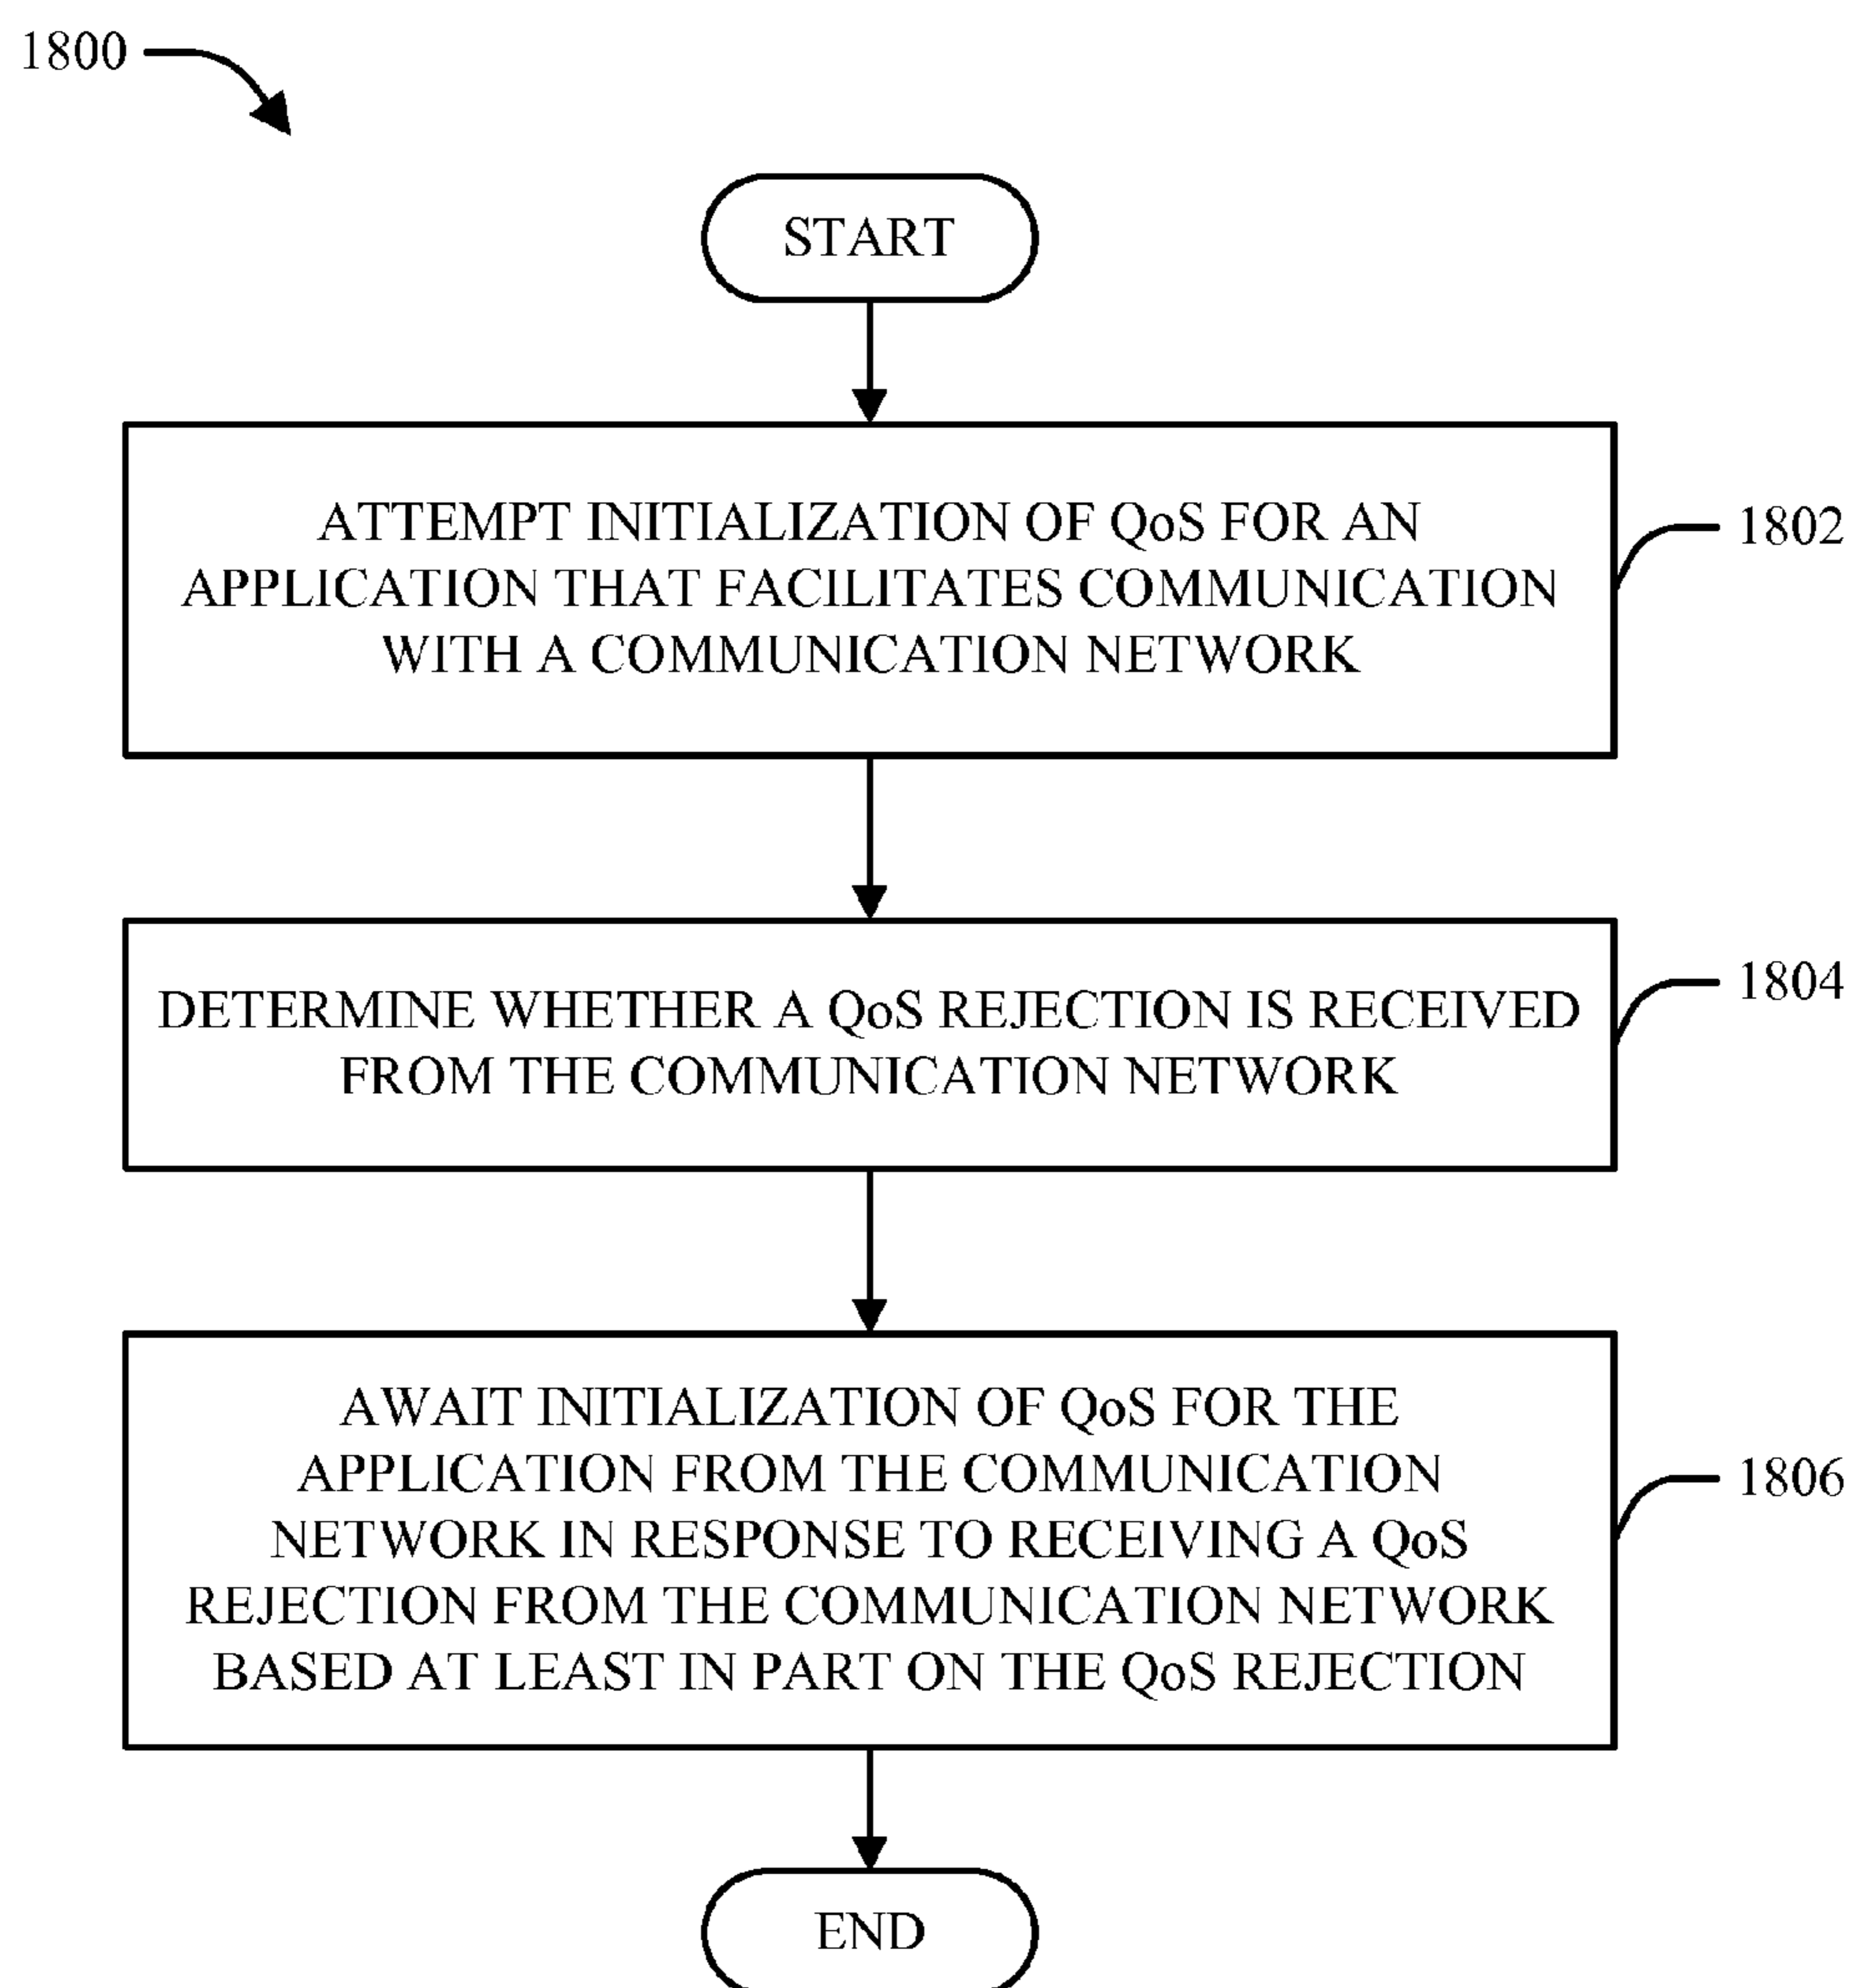 1800
START
ATTEMPT INITIALIZATION OF QoS FOR AN
APPLICATION THAT FACILITATES COMMUNICATION
WITH A COMMUNICATION NETWORK
1802
DETERMINE WHETHER A QoS REJECTION IS RECEIVED
FROM THE COMMUNICATION NETWORK
1804
AWAIT INITIALIZATION OF QoS FOR THE
APPLICATION FROM THE COMMUNICATION
NETWORK IN RESPONSE TO RECEIVING A QoS
REJECTION FROM THE COMMUNICATION NETWORK
BASED AT LEAST IN PART ON THE QoS REJECTION
1806
END